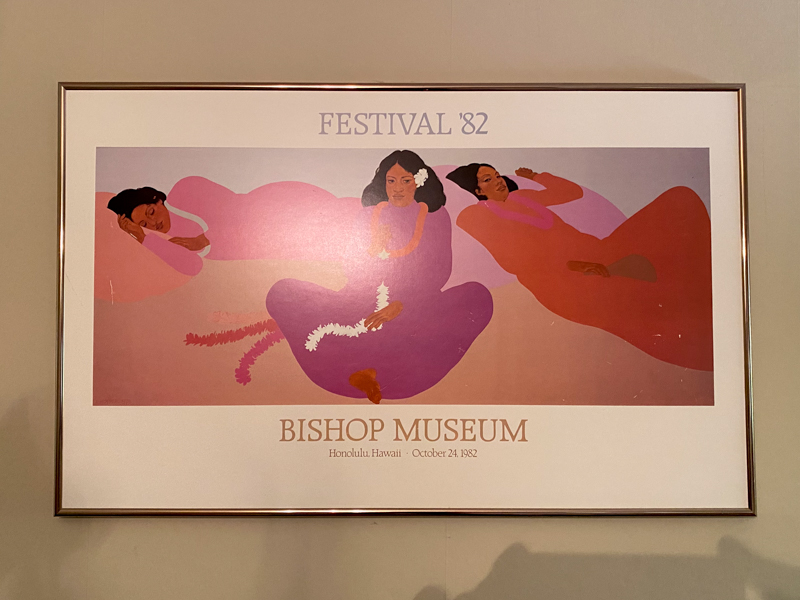 FESTIVAL '82
BISHOP MUSEUM
Honolulu, Hawaii · October 24, 1982